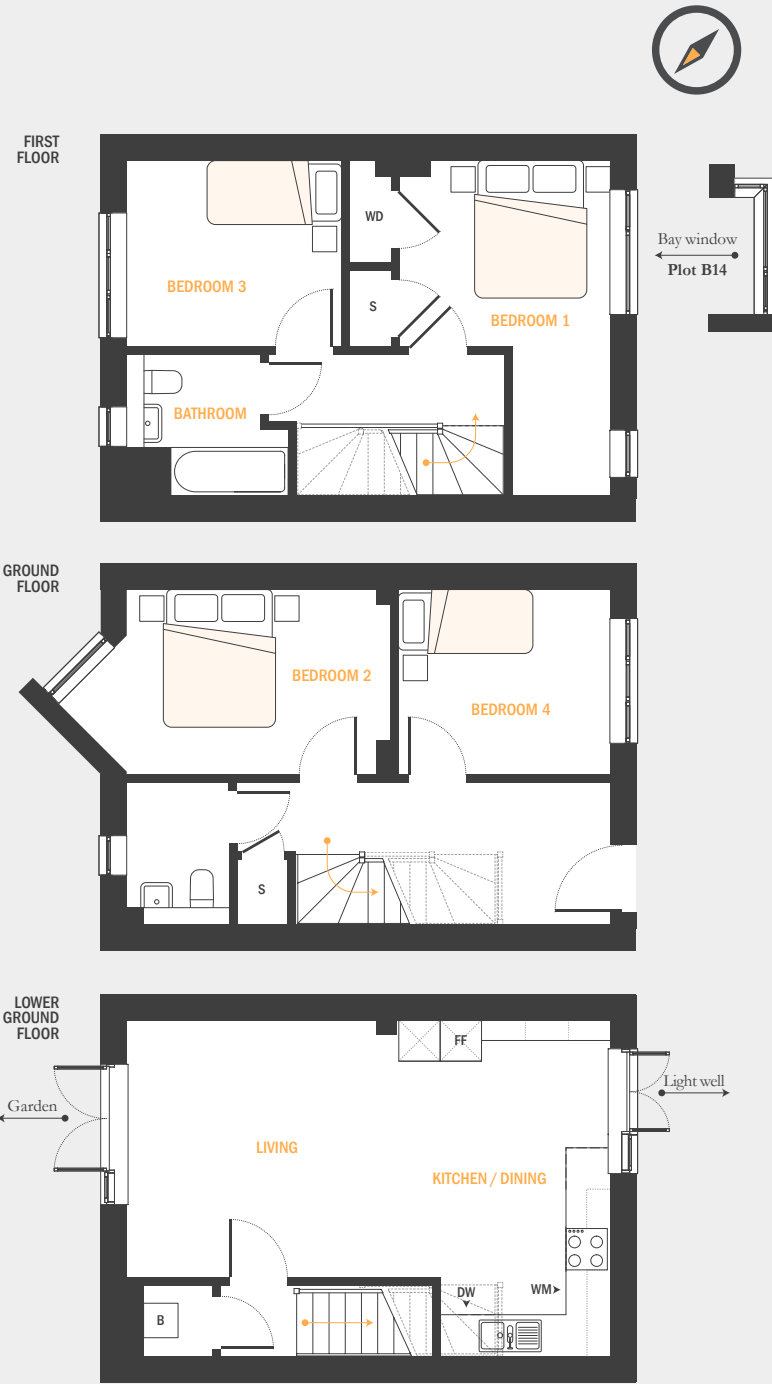 FIRST
FLOOR
WD
Bay window
Plot B14
BEDROOM 3
S
BEDROOM 1
BATHROOM
GROUND
FLOOR
BEDROOM 2
BEDROOM 4
S
LOWER
GROUND
FLOOR
FF
Light well
Garden
LIVING
KITCHEN / DINING
DW
WM
B